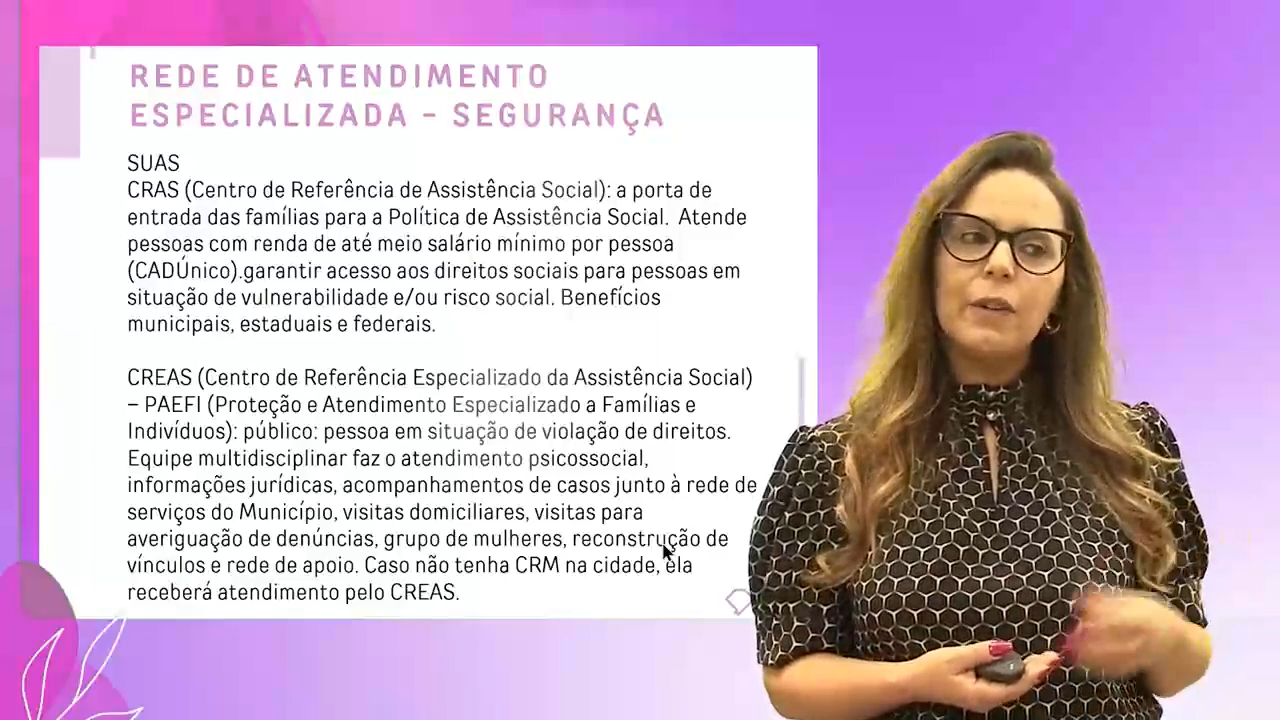 REDE DE ATENDIMENTO
ESPECIALIZADA – SEGURANÇA
SUAS
CRAS (Centro de Referência de Assistência Social): a porta de
entrada das famílias para a Política de Assistência Social. Atende
pessoas com renda de até meio salário mínimo por pessoa
(CADÚnico).garantir acesso aos direitos sociais para pessoas em
situação de vulnerabilidade e/ou risco social. Benefícios
municipais, estaduais e federais.
CREAS (Centro de Referência Especializado da Assistência Social)
– PAEFI (Proteção e Atendimento Especializado a Famílias e
Indivíduos): público: pessoa em situação de violação de direitos.
Equipe multidisciplinar faz o atendimento psicossocial,
informações jurídicas, acompanhamentos de casos junto à rede de
serviços do Município, visitas domiciliares, visitas para
averiguação de denúncias, grupo de mulheres, reconstrução de
vínculos e rede de apoio. Caso não tenha CRM na cidade, ela
receberá atendimento pelo CREAS.